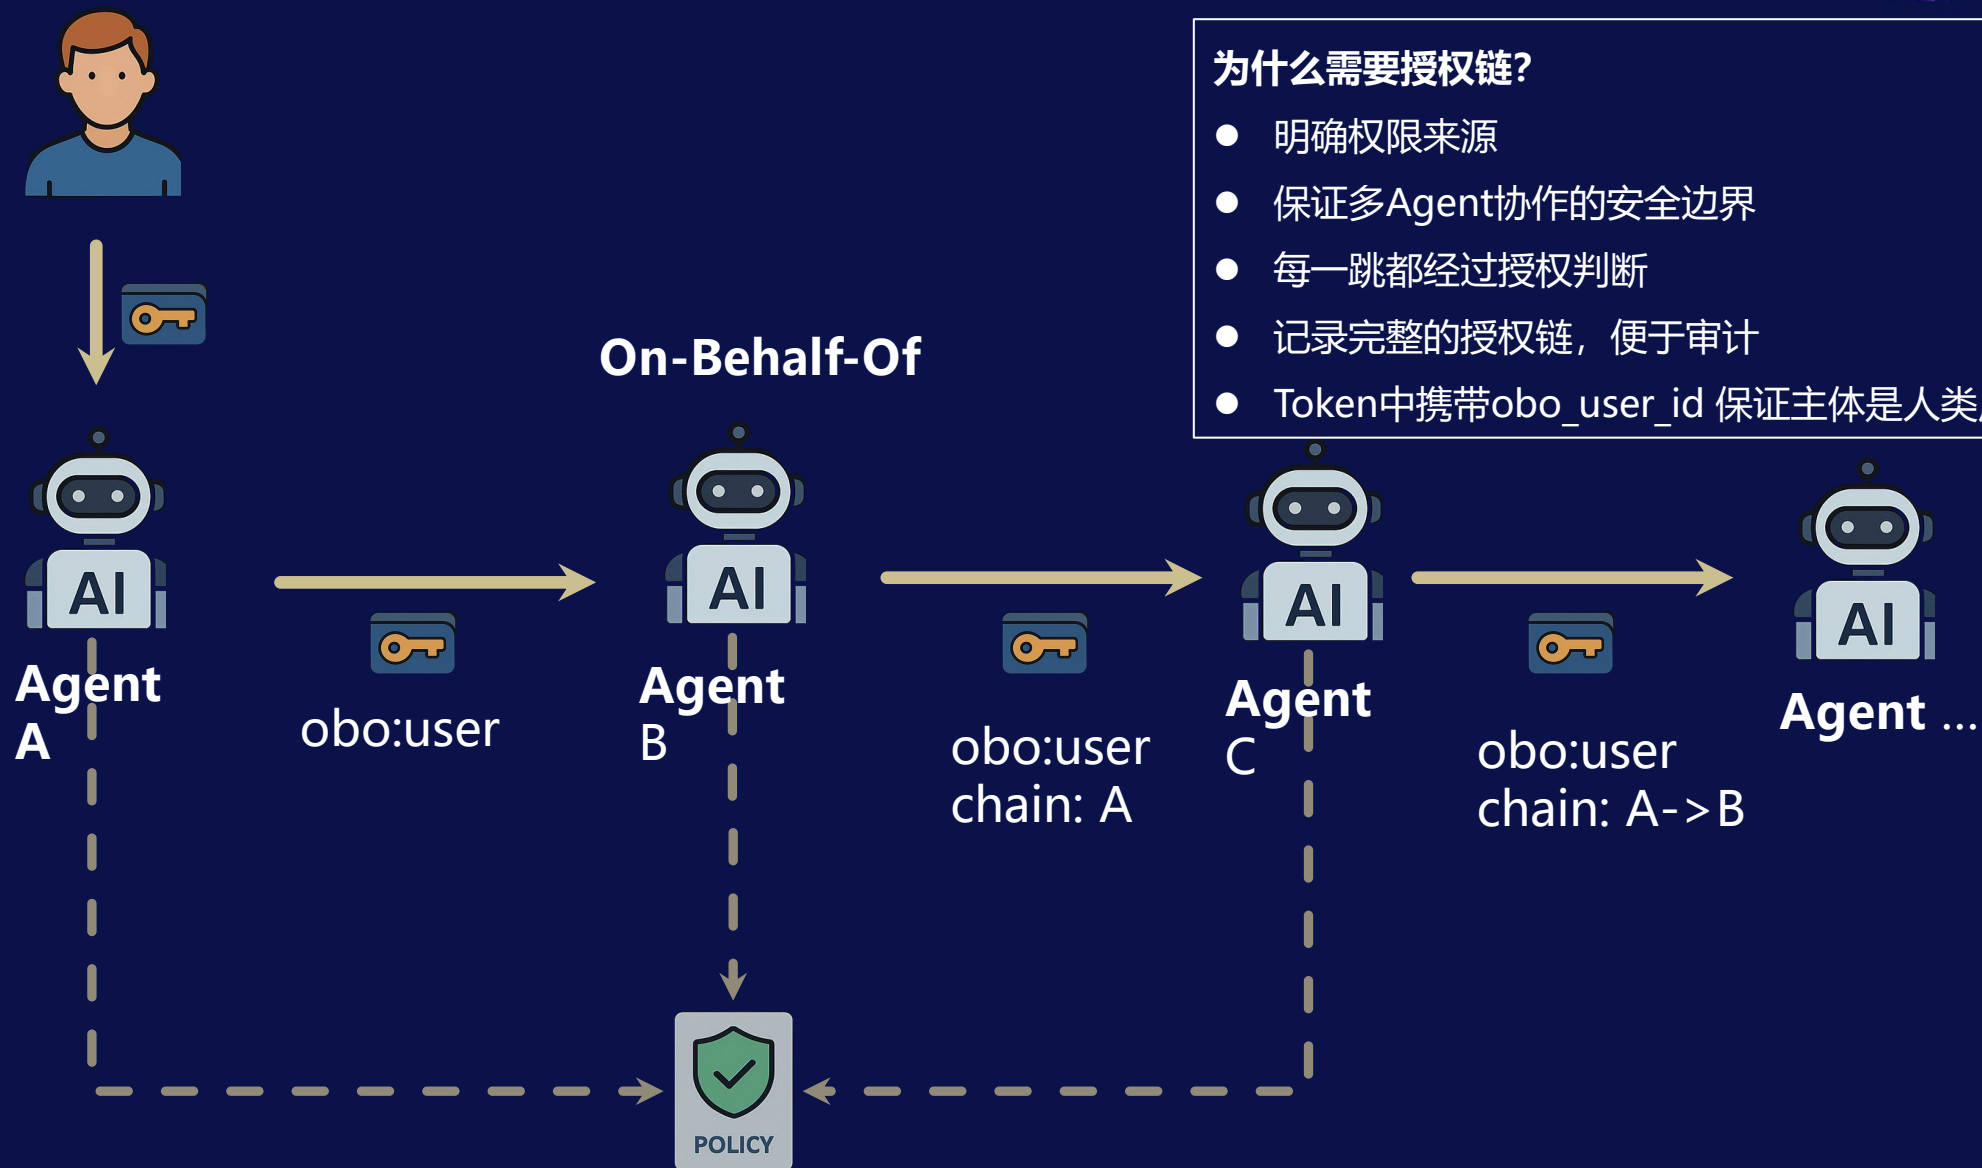 为什么需要授权链?
● 明确权限来源
● 保证多Agent协作的安全边界
● 每一跳都经过授权判断
● 记录完整的授权链，便于审计
● Token中携带obo_user_id 保证主体是人类
On-Behalf-Of
AI
AI
AI
AI
Agent
A
obo:user
Agent
B
obo:user
chain: A
Agent
C
obo:user
chain: A->B
Agent ...
POLICY